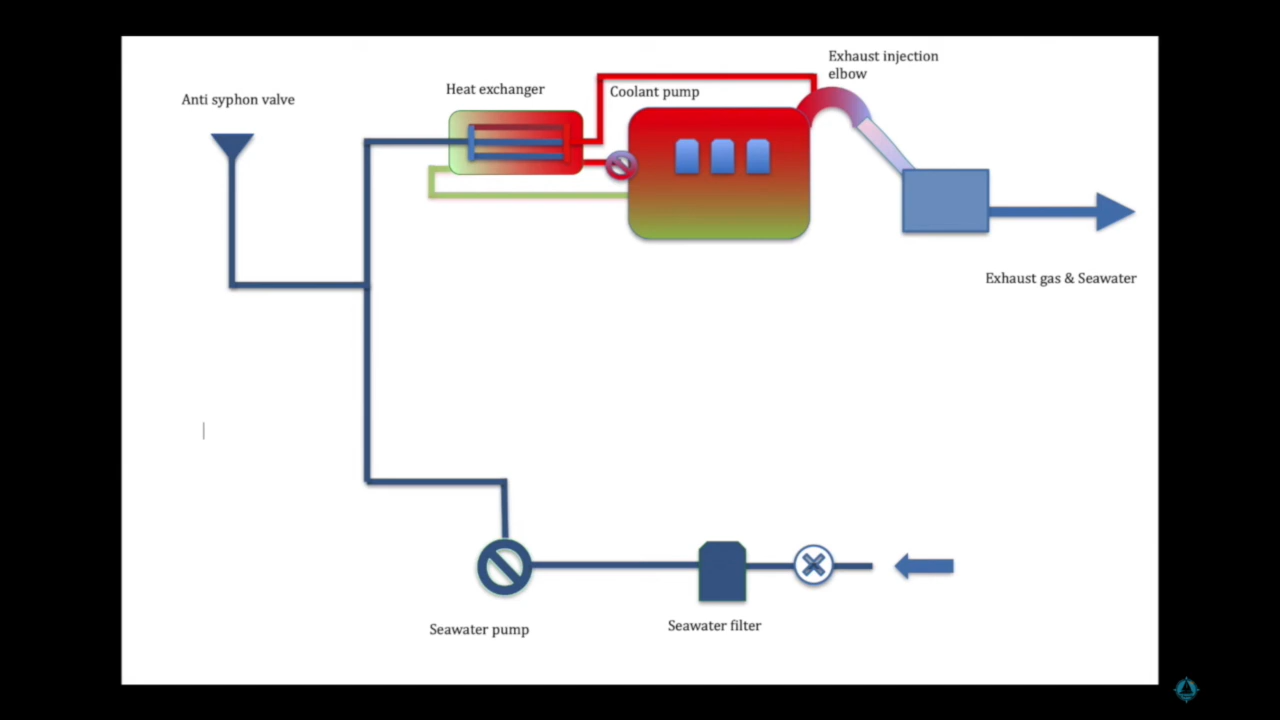 Exhaust injection
elbow
Heat exchanger
Coolant pump
Anti syphon valve
Exhaust gas & Seawater
Seawater pump
Seawater filter